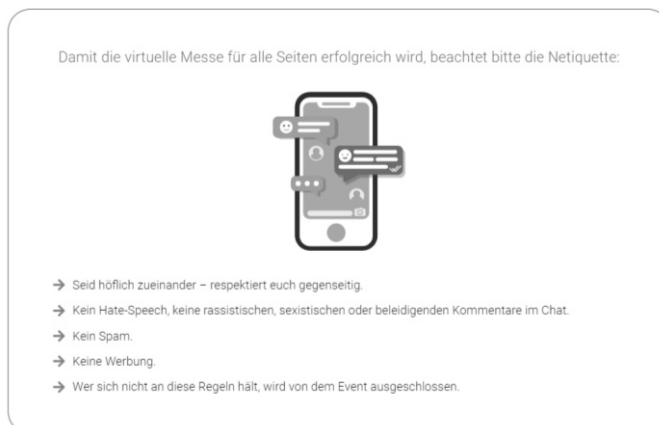 Damit die virtuelle Messe für alle Seiten erfolgreich wird, beachtet bitte die Netiquette:
→ Seid höflich zueinander – respektiert euch gegenseitig.
→ Kein Hate-Speech, keine rassistischen, sexistischen oder beleidigenden Kommentare im Chat.
→ Kein Spam.
→ Keine Werbung.
→ Wer sich nicht an diese Regeln hält, wird von dem Event ausgeschlossen.